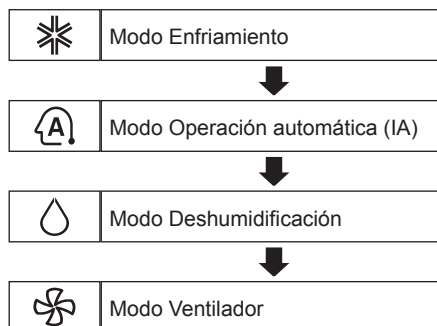 Modo Enfriamiento
A
Modo Operación automática (IA)
Modo Deshumidificación
Modo Ventilador